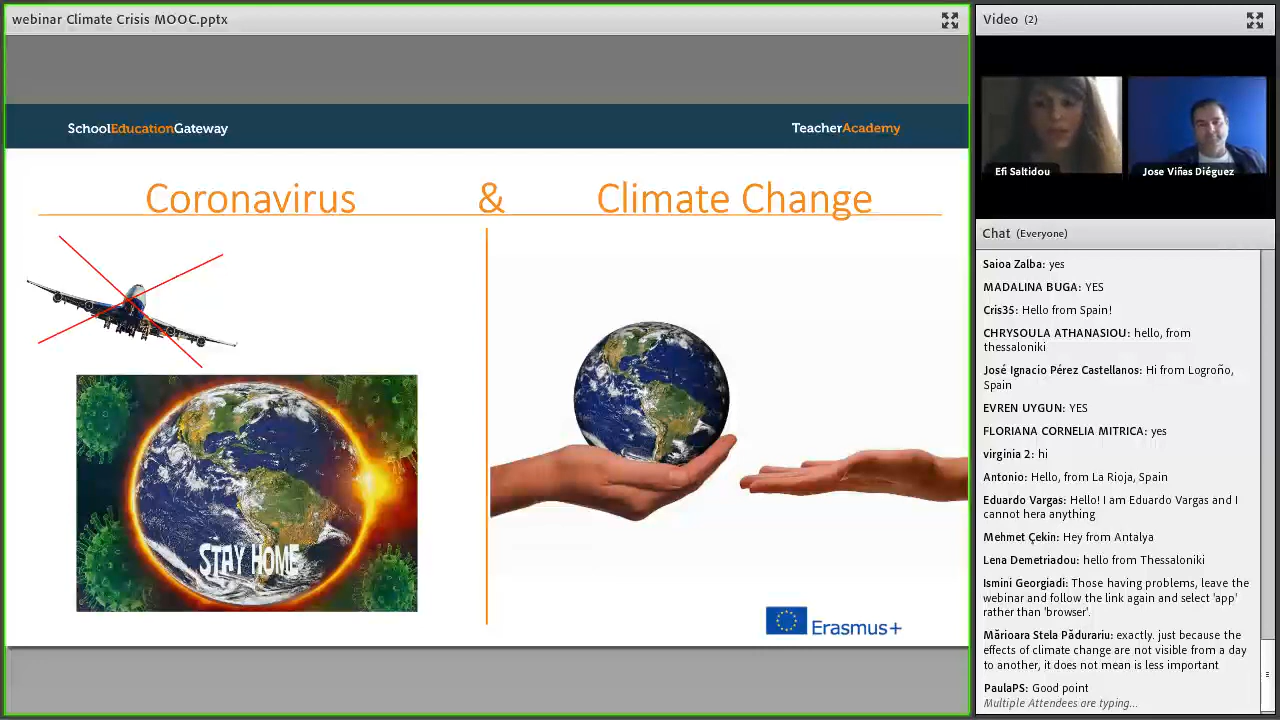 webinar Climate Crisis MOOC.pptx
SchoolEducationGateway
TeacherAcademy
Coronavirus & Climate Change
STAY HOME
Erasmus+
Video (2)
Efi Saltidou
Jose Viñas Diéguez
Chat (Everyone)
Saioa Zalba: yes
MADALINA BUGA: YES
Cris35: Hello from Spain!
CHRYSOULA ATHANASIOU: hello, from
thessaloniki
José Ignacio Pérez Castellanos: Hi from Logroño,
Spain
EVREN UYGUN: YES
FLORIANA CORNELIA MITRICA: yes
virginia 2: hi
Antonio: Hello, from La Rioja, Spain
Eduardo Vargas: Hello! I am Eduardo Vargas and I
cannot hera anything
Mehmet Çekin: Hey from Antalya
Lena Demetriadou: hello from Thessaloniki
Ismini Georgiadi: Those having problems, leave the
webinar and follow the link again and select 'app'
rather than 'browser'.
Mărioara Stela Pădurariu: exactly. just because the
effects of climate change are not visible from a day
to another, it does not mean is less important
PaulaPS: Good point
Multiple Attendees are typing...